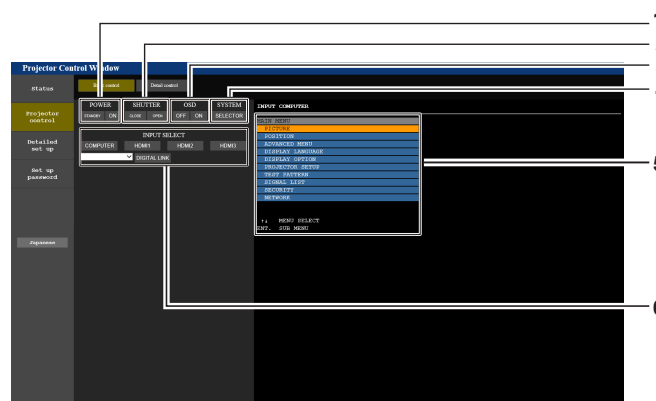 Projector Control Window
Status
Basic control
Detail control
Projector
control
Detailed
set up
Set up
password
Japanese
POWER
STANDBY ON
SHUTTER
CLOSE OPEN
OSD
OFF ON
SYSTEM
SELECTOR
INPUT SELECT
COMPUTER HDMI1 HDMI2 HDMI3
DIGITAL LINK
INPUT COMPUTER
MAIN MENU
PICTURE
POSITION
ADVANCED MENU
DISPLAY LANGUAGE
DISPLAY OPTION
PROJECTOR SETUP
TEST PATTERN
SIGNAL LIST
SECURITY
NETWORK
↑↓ MENU SELECT
ENT. SUB MENU
5
6